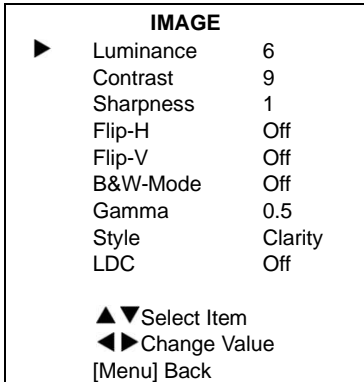 IMAGE
▶ Luminance 6
Contrast 9
Sharpness 1
Flip-H Off
Flip-V Off
B&W-Mode Off
Gamma 0.5
Style Clarity
LDC Off
▲▼Select Item
◀▶Change Value
[Menu] Back